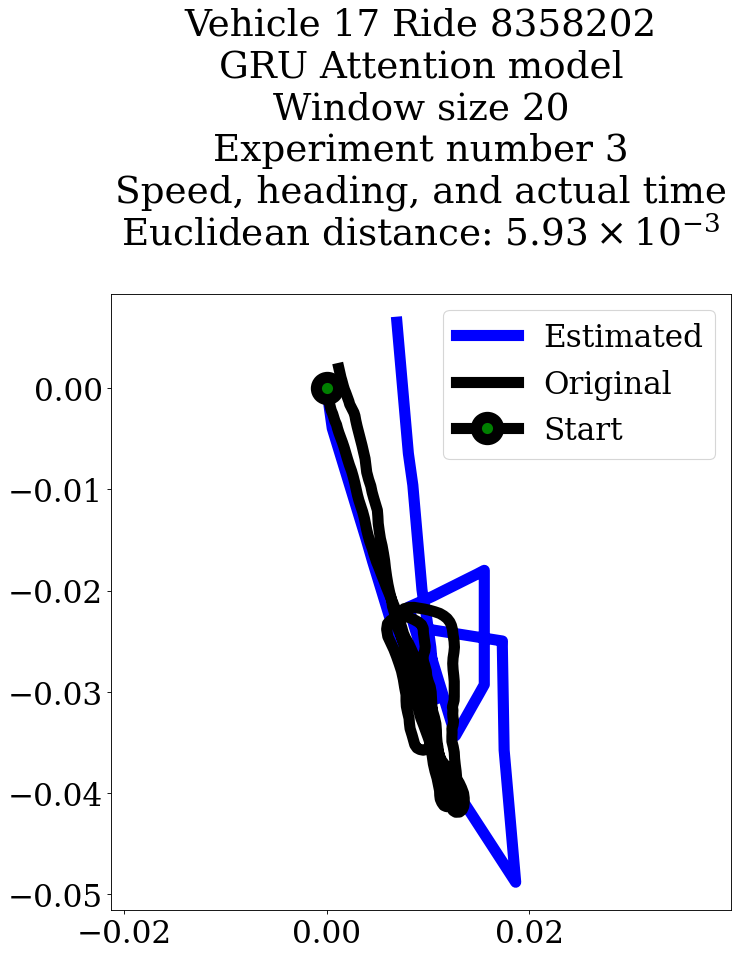 Vehicle 17 Ride 8358202
GRU Attention model
Window size 20
Experiment number 3
Speed, heading, and actual time
Euclidean distance: 5.93 × 10⁻³
Estimated
Original
Start
0.00
−0.01
−0.02
−0.03
−0.04
−0.05
−0.02 0.00 0.02